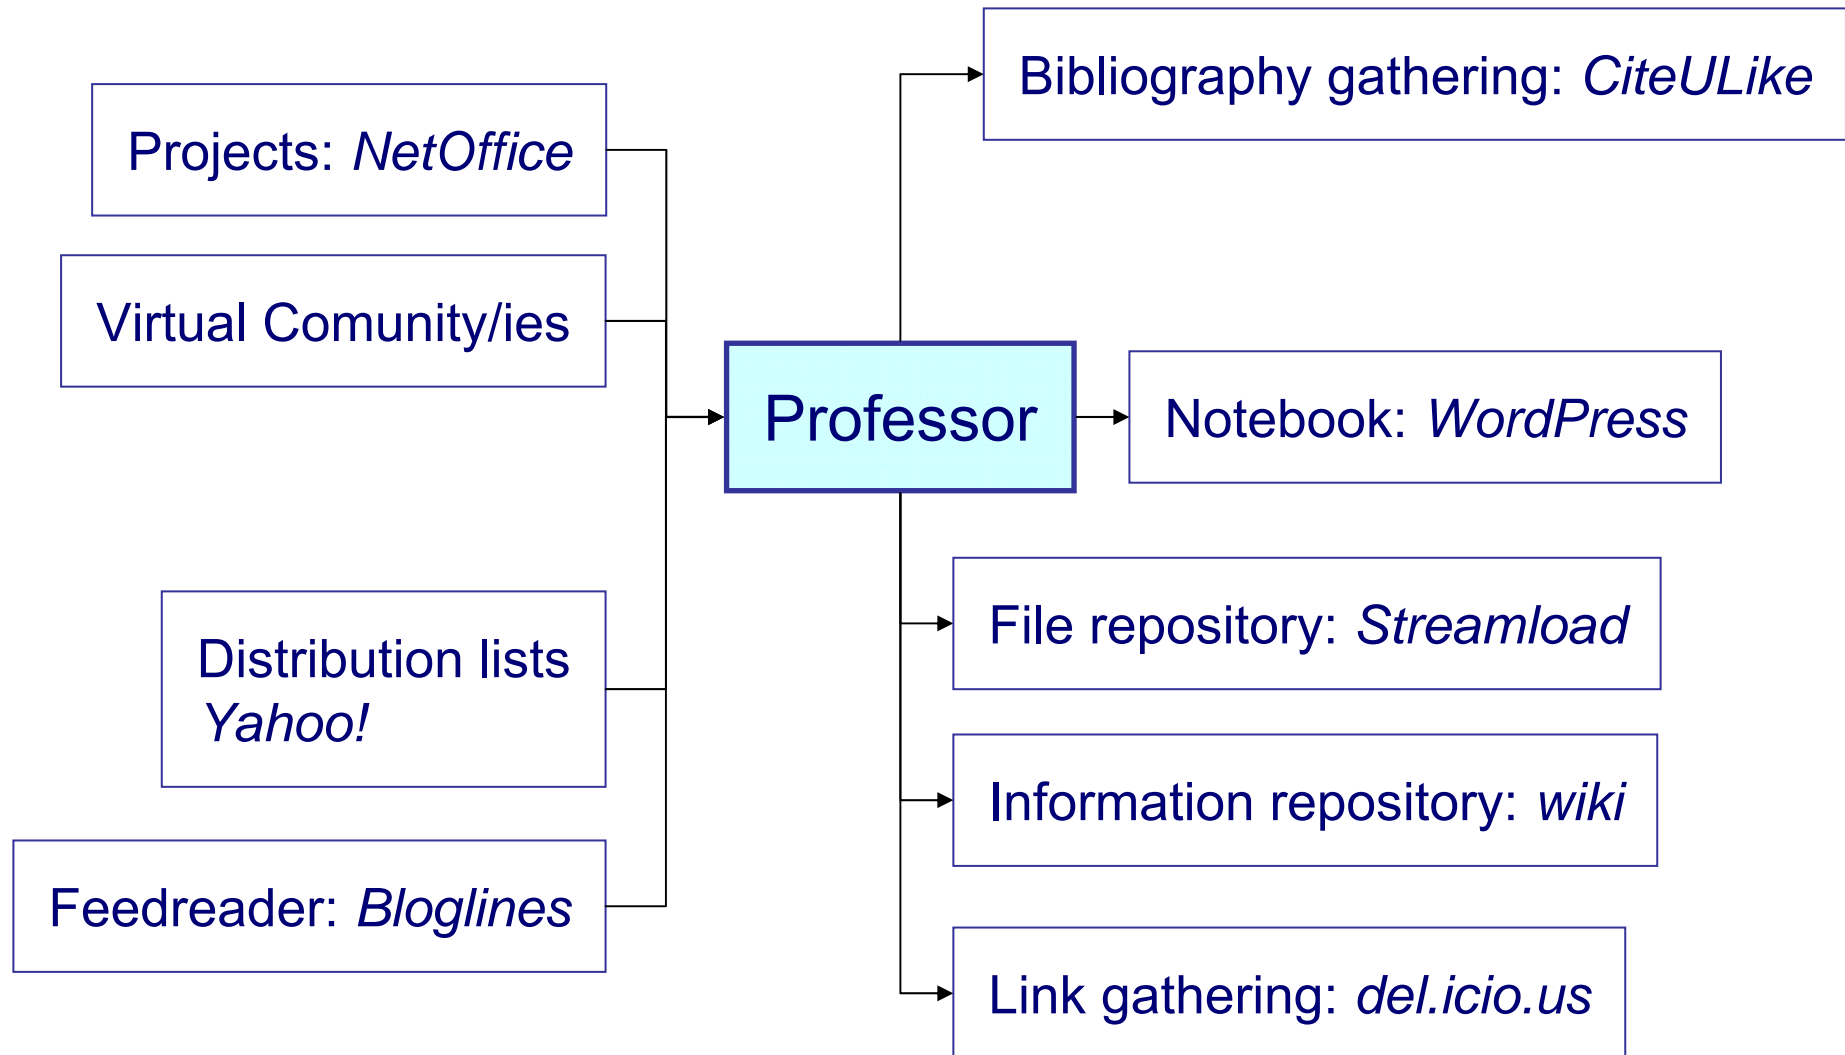 Bibliography gathering: CiteULike
Projects: NetOffice
Virtual Comunity/ies
Professor
Notebook: WordPress
Distribution lists
Yahoo!
File repository: Streamload
Information repository: wiki
Feedreader: Bloglines
Link gathering: del.icio.us